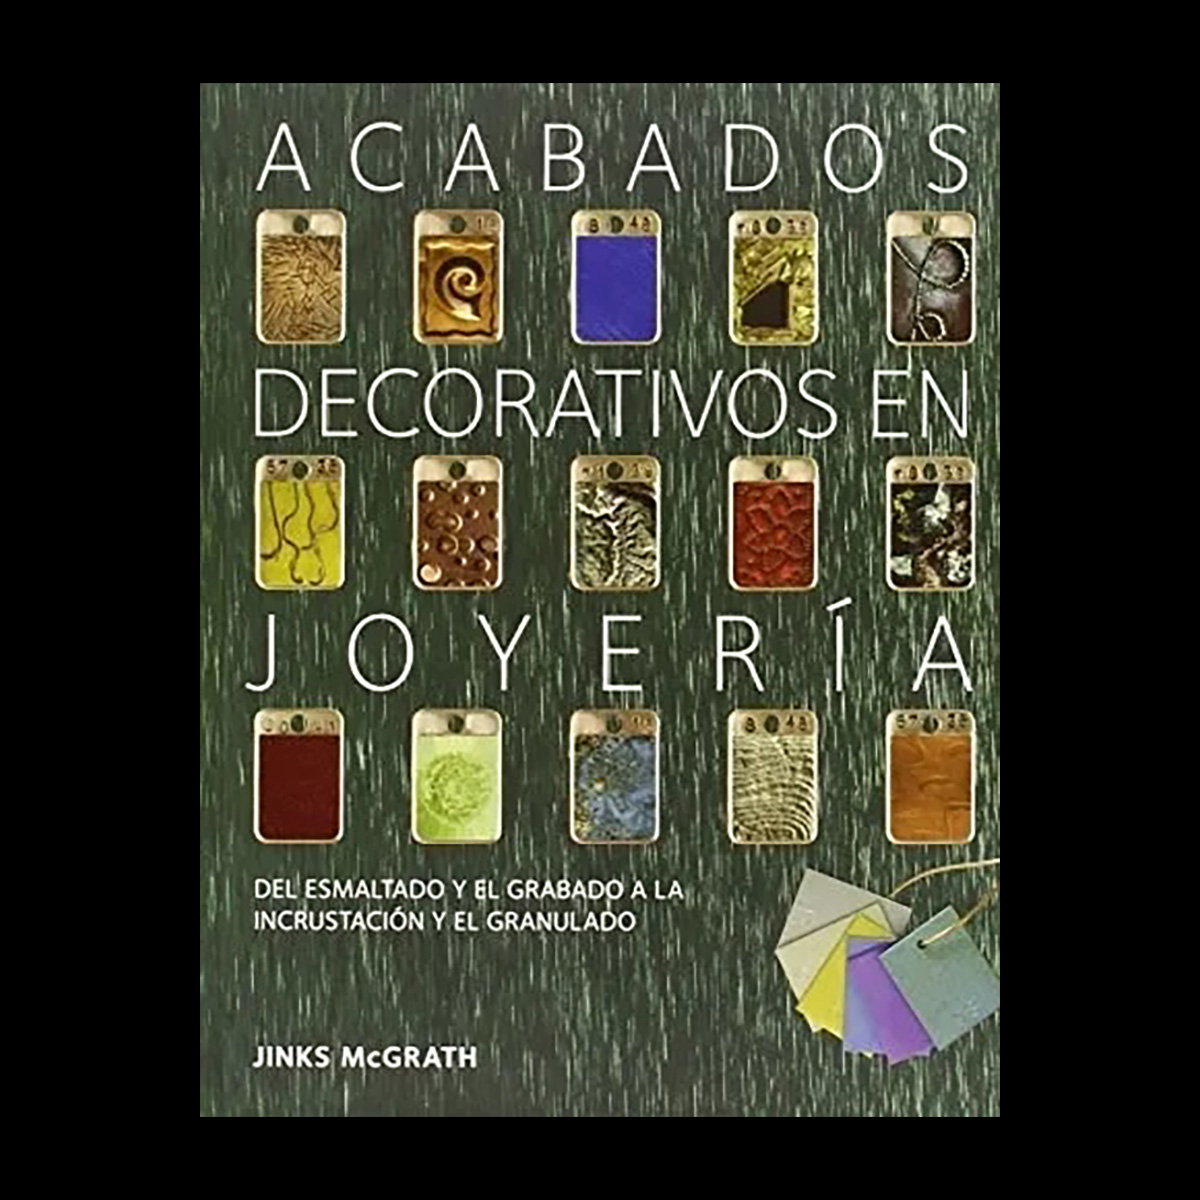 ACABADOS
DECORATIVOS EN
JOYERÍA
DEL ESMALTADO Y EL GRABADO A LA
INCRUSTACIÓN Y EL GRANULADO
JINKS McGRATH